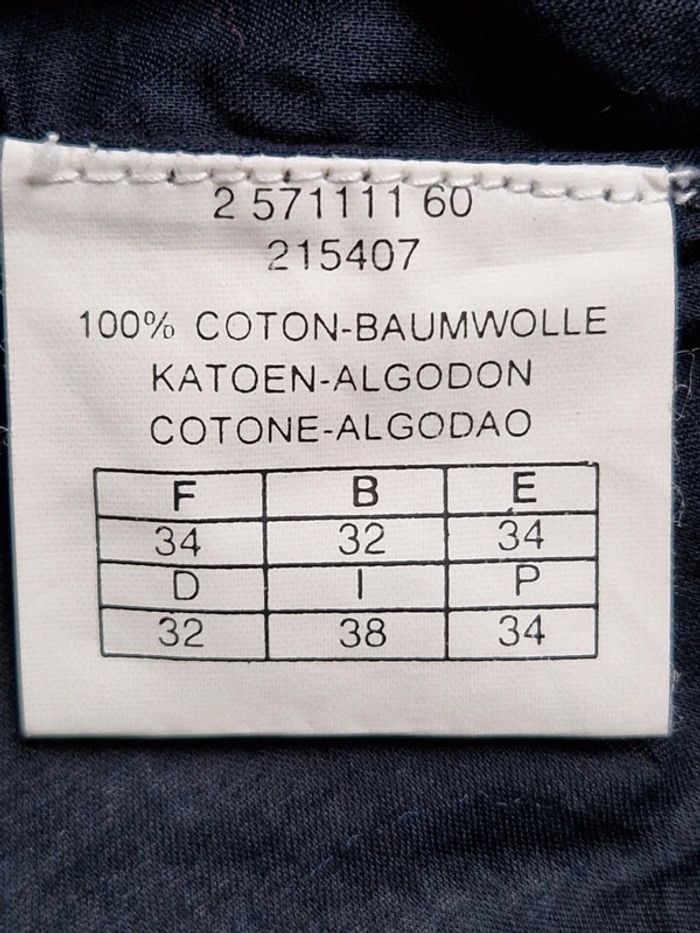 2 571111 60
215407
100% COTON-BAUMWOLLE
KATOEN-ALGODON
COTONE-ALGODAO
F B E
34 32 34
D I P
32 38 34